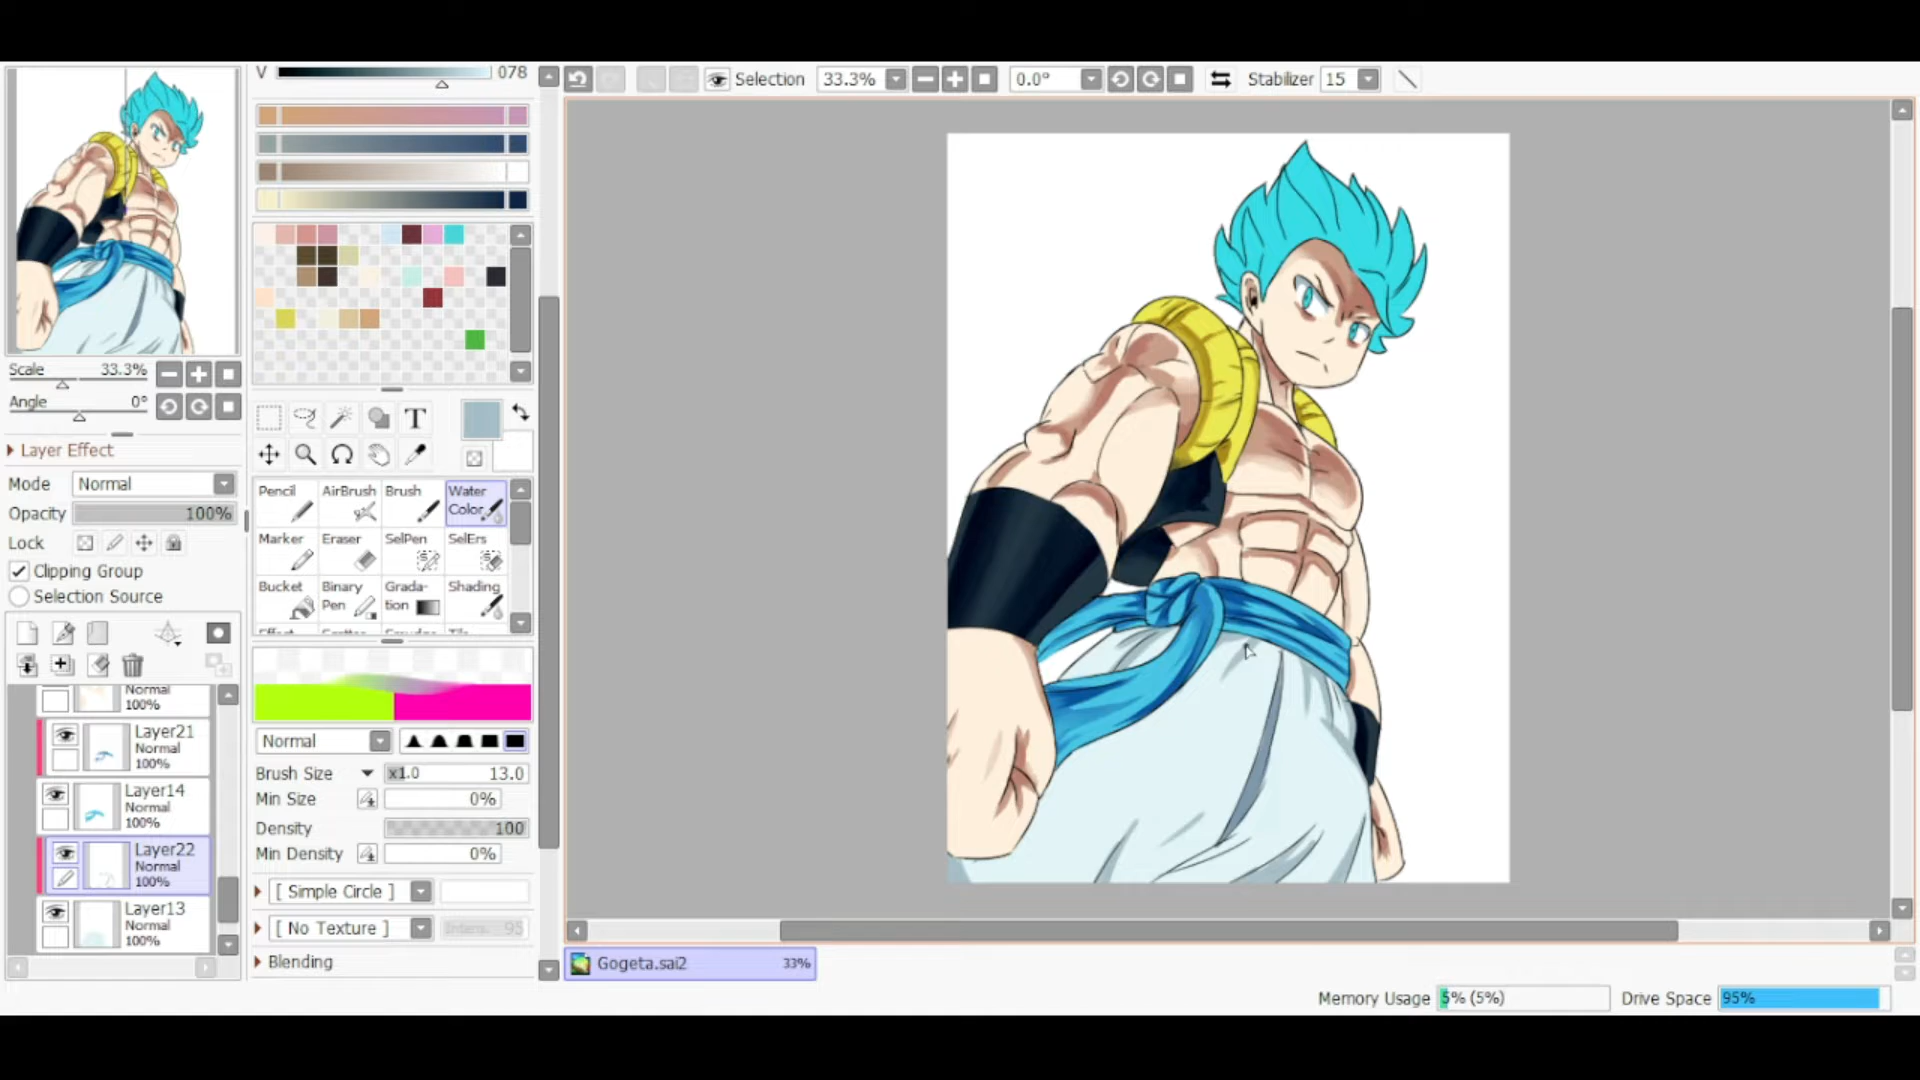 V 078
Selection 33.3% 0.0° Stabilizer 15
Scale 33.3%
Angle 0°
Layer Effect
Mode Normal
Opacity 100%
Lock
Clipping Group
Selection Source
Normal
100%
Layer21
Normal
100%
Layer14
Normal
100%
Layer22
Normal
100%
Layer13
Normal
100%
T
Pencil AirBrush Brush Water
Color
Marker Eraser SelPen SelErs
Bucket Binary Grada- Shading
Pen tion
Normal
Brush Size x1.0 13.0
Min Size 0%
Density 100
Min Density 0%
[ Simple Circle ]
[ No Texture ] 95
Blending
Gogeta.sai2 33%
Memory Usage 5% (5%) Drive Space 95%